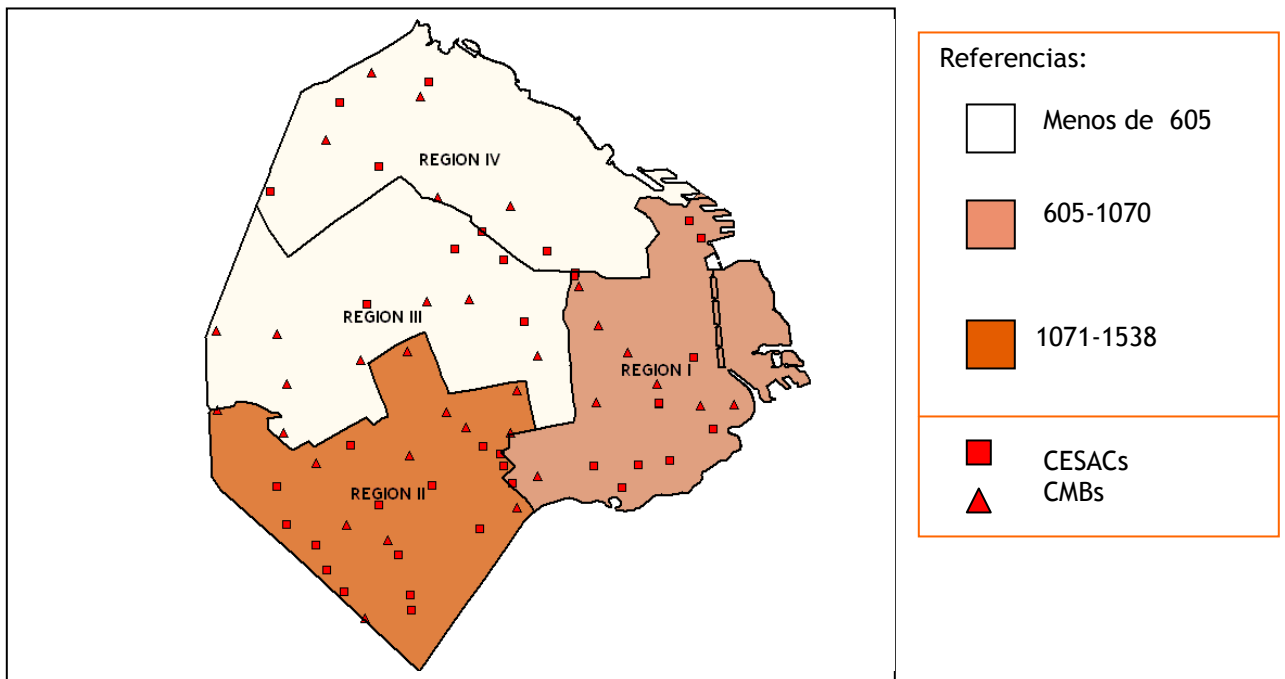 REGION IV
REGION III
REGION I
REGION II
Referencias:
Menos de 605
605-1070
1071-1538
CESACs
CMBs